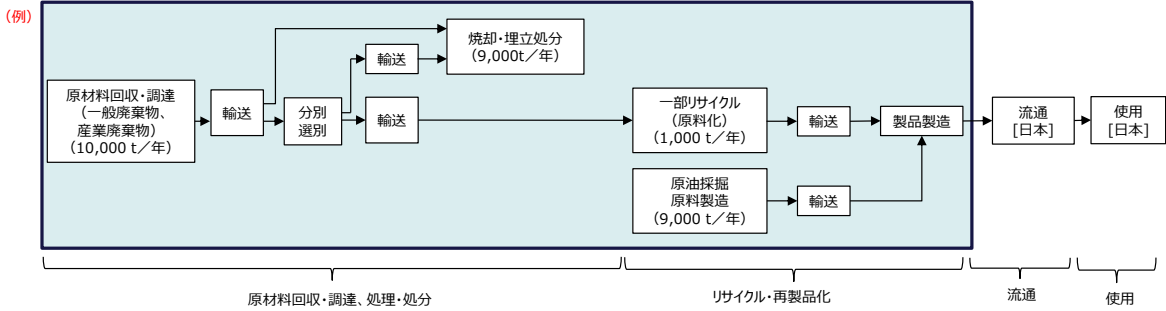 （例）
焼却・埋立処分
（9,000t／年）
輸送
原材料回収・調達
（一般廃棄物、
産業廃棄物）
（10,000 t／年）
輸送
分別
選別
輸送
一部リサイクル
（原料化）
（1,000 t／年）
輸送
製品製造
流通
[日本]
使用
[日本]
原油採掘
原料製造
（9,000 t／年）
輸送
原材料回収・調達、処理・処分
リサイクル・再製品化
流通
使用